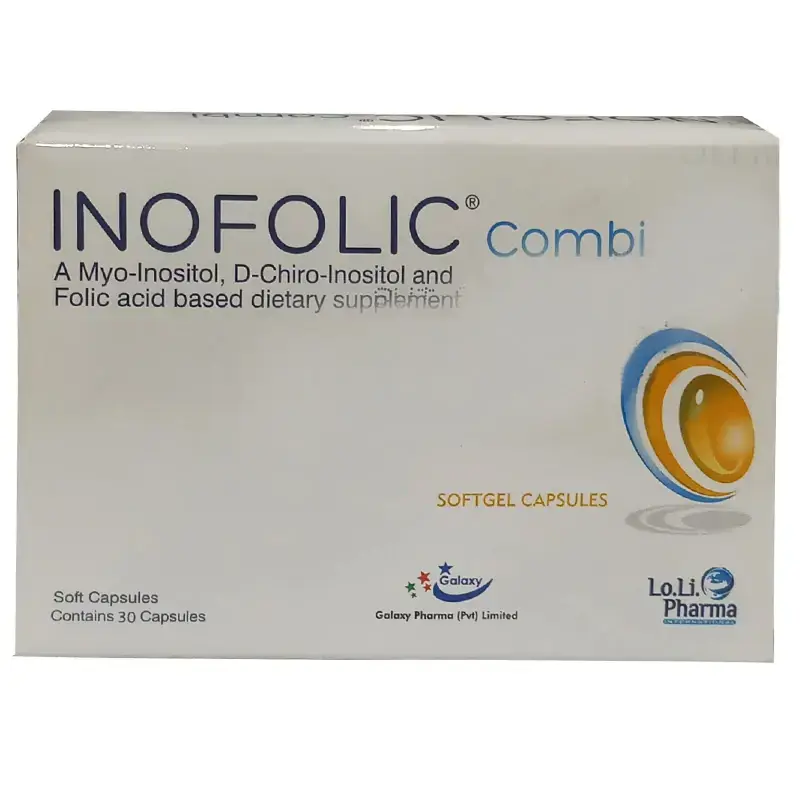 INOFOLIC® Combi
A Myo-Inositol, D-Chiro-Inositol and
Folic acid based dietary supplement
SOFTGEL CAPSULES
Soft Capsules
Contains 30 Capsules
Galaxy
Galaxy Pharma (Pvt) Limited
Lo.Li.
Pharma
INTERNATIONAL